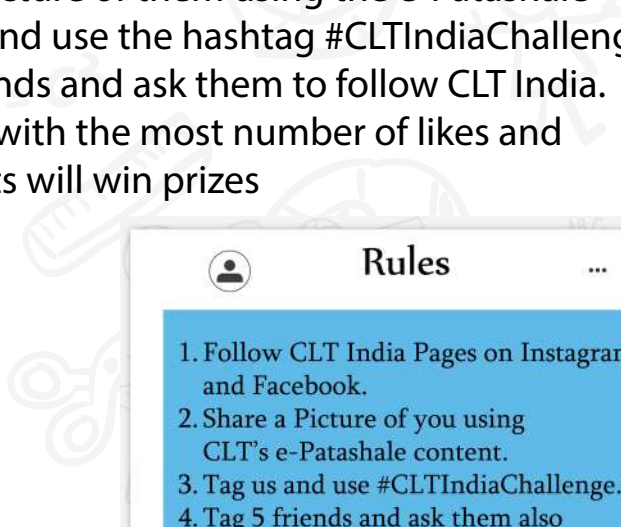 cture of them using the e-Patashale
nd use the hashtag #CLTIndiaChalleng
nds and ask them to follow CLT India.
with the most number of likes and
ts will win prizes
Rules
...
1. Follow CLT India Pages on Instagram
and Facebook.
2. Share a Picture of you using
CLT's e-Patashale content.
3. Tag us and use #CLTIndiaChallenge.
4. Tag 5 friends and ask them also